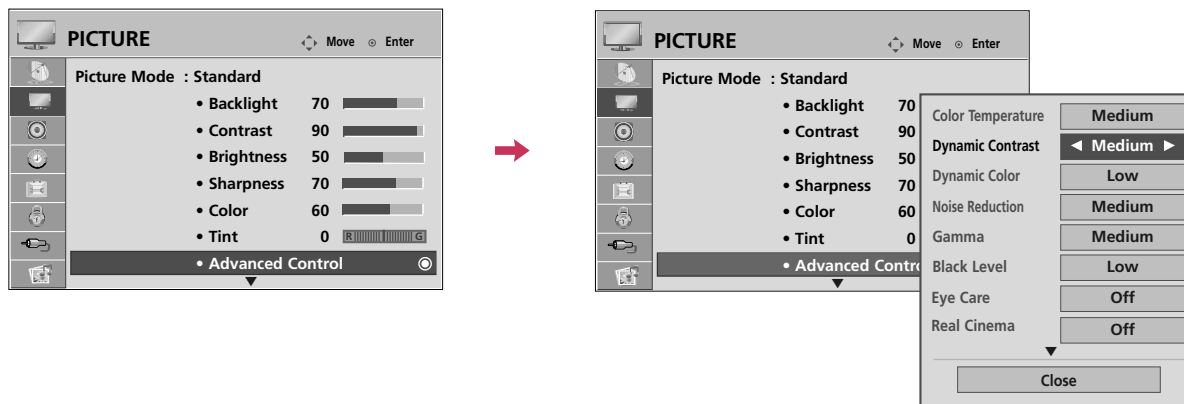 PICTURE Move Enter
Picture Mode : Standard
• Backlight 70
• Contrast 90
• Brightness 50
• Sharpness 70
• Color 60
• Tint 0 R G
• Advanced Control
PICTURE Move Enter
Picture Mode : Standard
• Backlight 70
• Contrast 90
• Brightness 50
• Sharpness 70
• Color 60
• Tint 0
• Advanced Contro
Color Temperature Medium
Dynamic Contrast ◀ Medium ▶
Dynamic Color Low
Noise Reduction Medium
Gamma Medium
Black Level Low
Eye Care Off
Real Cinema Off
Close